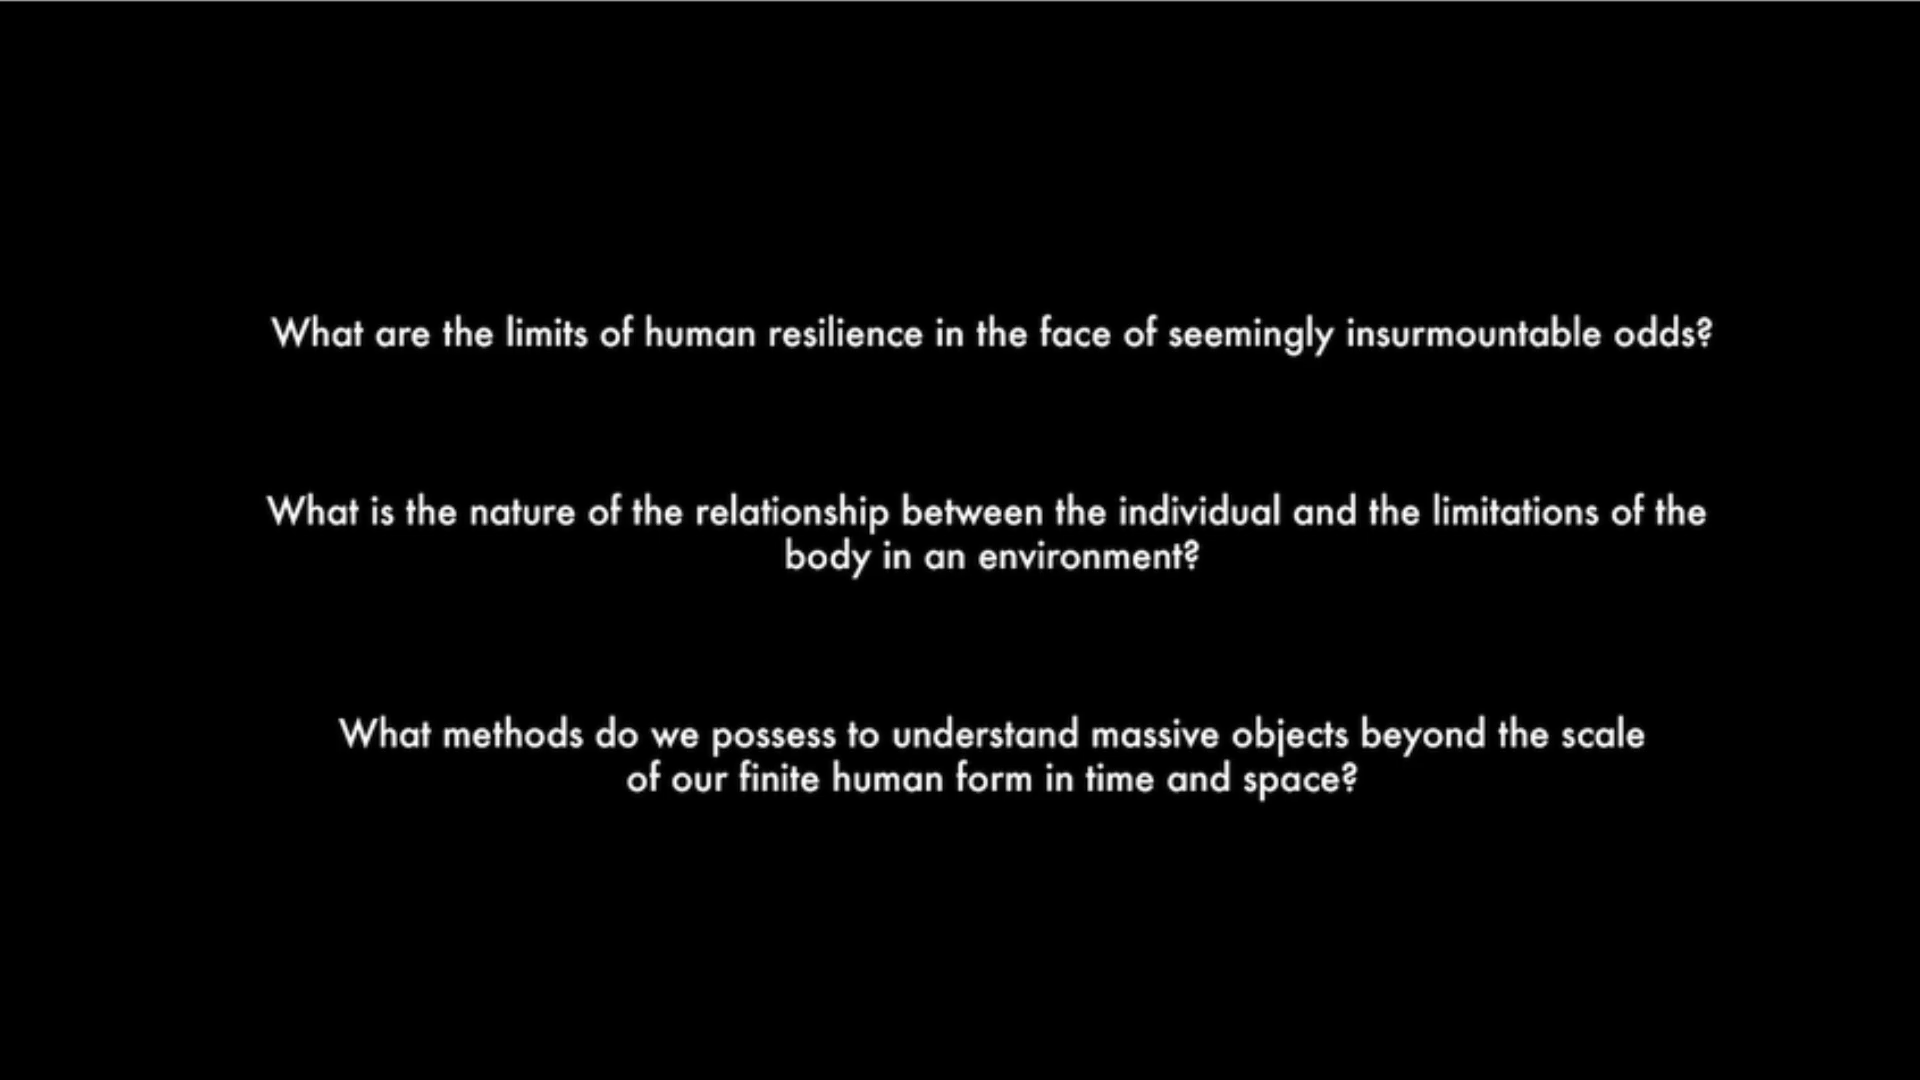 What are the limits of human resilience in the face of seemingly insurmountable odds?
What is the nature of the relationship between the individual and the limitations of the
body in an environment?
What methods do we possess to understand massive objects beyond the scale
of our finite human form in time and space?